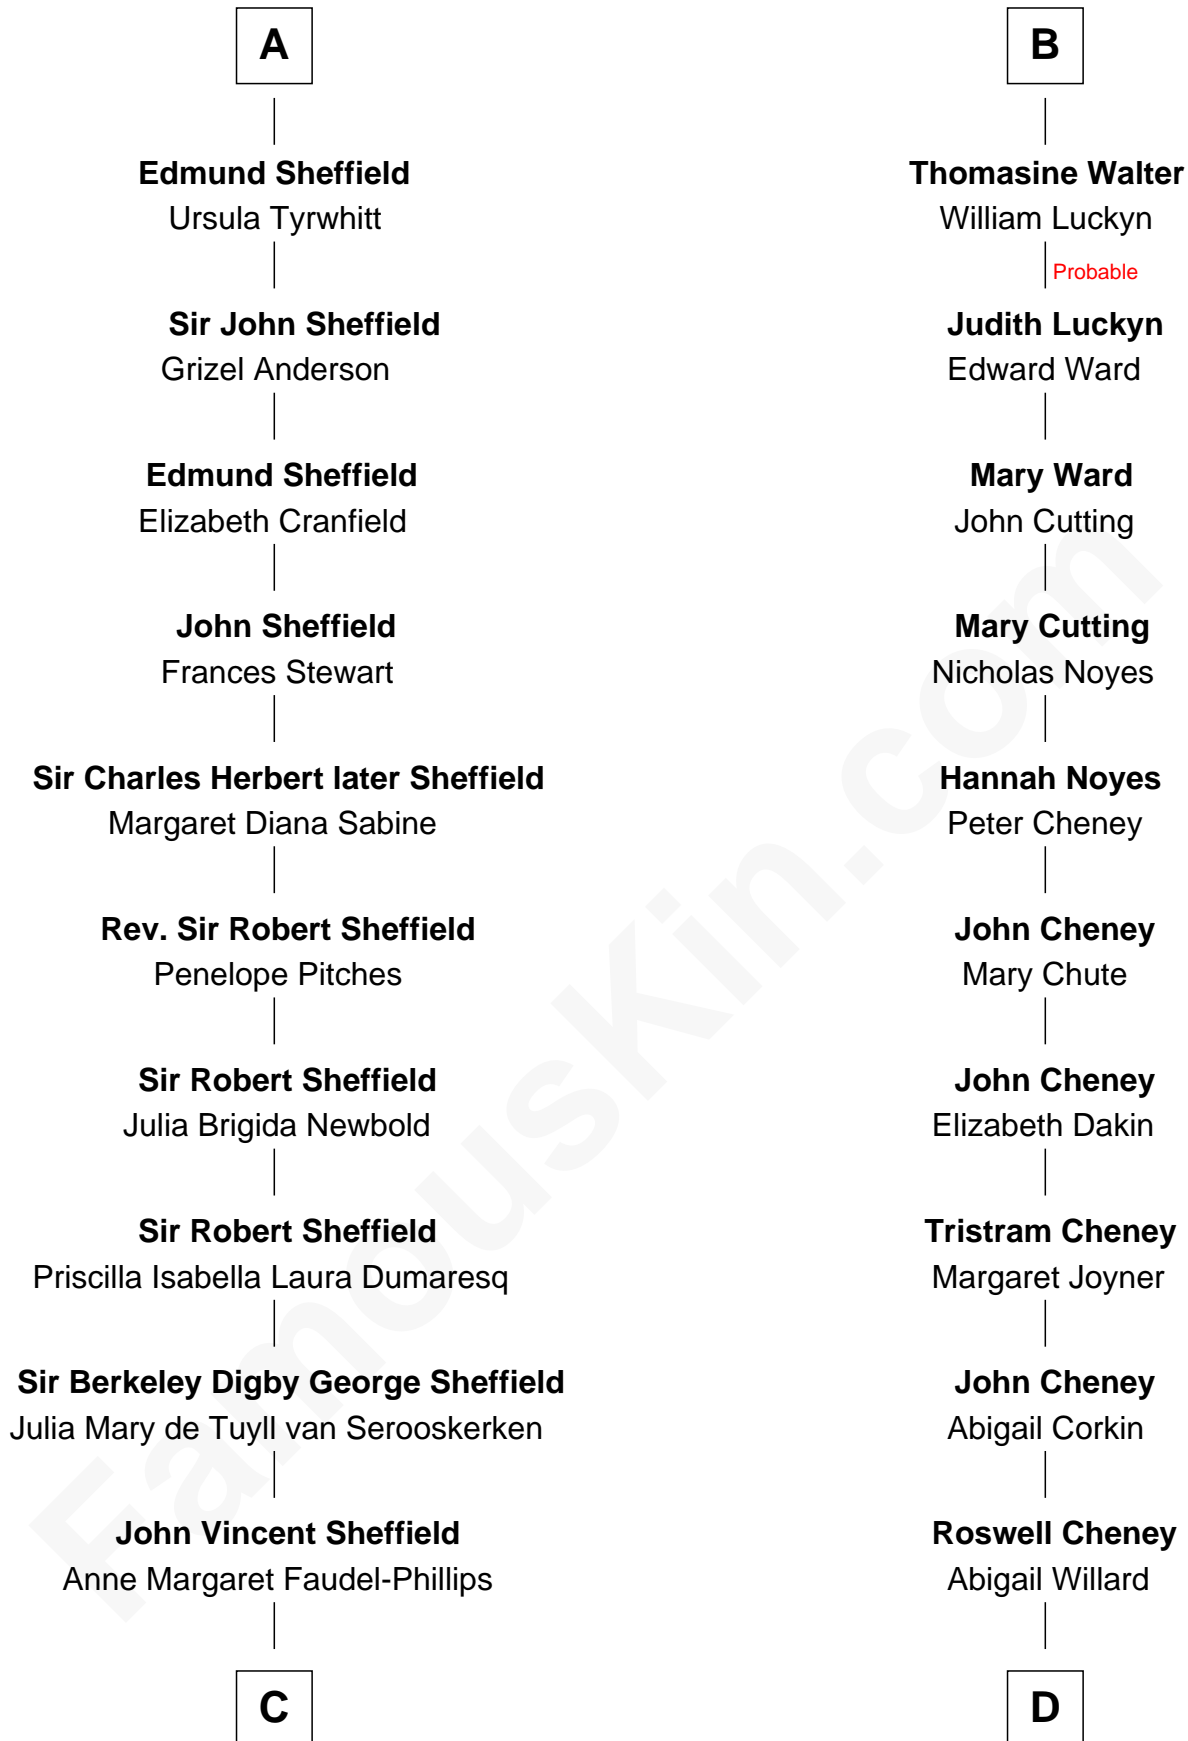 A
Edmund Sheffield
Ursula Tyrwhitt
Sir John Sheffield
Grizel Anderson
Edmund Sheffield
Elizabeth Cranfield
John Sheffield
Frances Stewart
Sir Charles Herbert later Sheffield
Margaret Diana Sabine
Rev. Sir Robert Sheffield
Penelope Pitches
Sir Robert Sheffield
Julia Brigida Newbold
Sir Robert Sheffield
Priscilla Isabella Laura Dumaresq
Sir Berkeley Digby George Sheffield
Julia Mary de Tuyll van Serooskerken
John Vincent Sheffield
Anne Margaret Faudel-Phillips
C
B
Thomasine Walter
William Luckyn
Probable
Judith Luckyn
Edward Ward
Mary Ward
John Cutting
Mary Cutting
Nicholas Noyes
Hannah Noyes
Peter Cheney
John Cheney
Mary Chute
John Cheney
Elizabeth Dakin
Tristram Cheney
Margaret Joyner
John Cheney
Abigail Corkin
Roswell Cheney
Abigail Willard
D
FamousKin.com